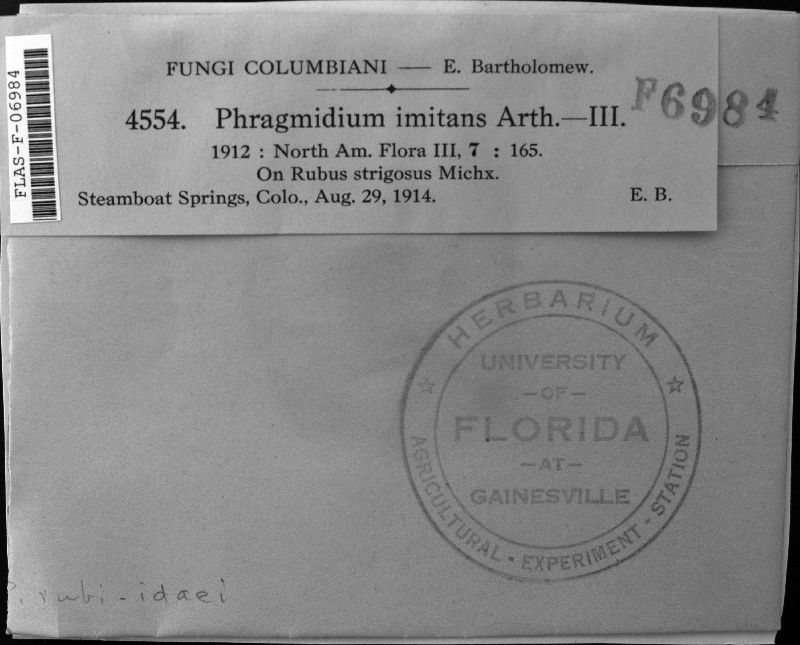 FLAS-F-06984
FUNGI COLUMBIANI — E. Bartholomew.
4554. Phragmidium imitans Arth.—III.
F6984
1912 : North Am. Flora III, 7 : 165.
On Rubus strigosus Michx.
Steamboat Springs, Colo., Aug. 29, 1914. E. B.
HERBARIUM
UNIVERSITY
—OF—
FLORIDA
—AT—
GAINESVILLE
AGRICULTURAL - EXPERIMENT - STATION
P. rubi-idaei